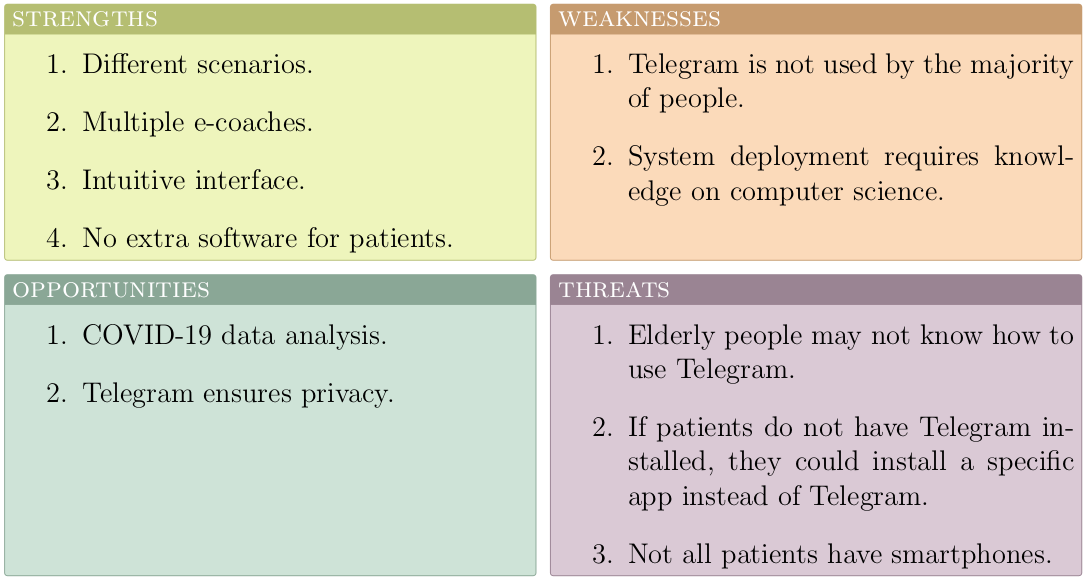 STRENGTHS
1. Different scenarios.
2. Multiple e-coaches.
3. Intuitive interface.
4. No extra software for patients.
WEAKNESSES
1. Telegram is not used by the majority
of people.
2. System deployment requires knowl-
edge on computer science.
OPPORTUNITIES
1. COVID-19 data analysis.
2. Telegram ensures privacy.
THREATS
1. Elderly people may not know how to
use Telegram.
2. If patients do not have Telegram in-
stalled, they could install a specific
app instead of Telegram.
3. Not all patients have smartphones.